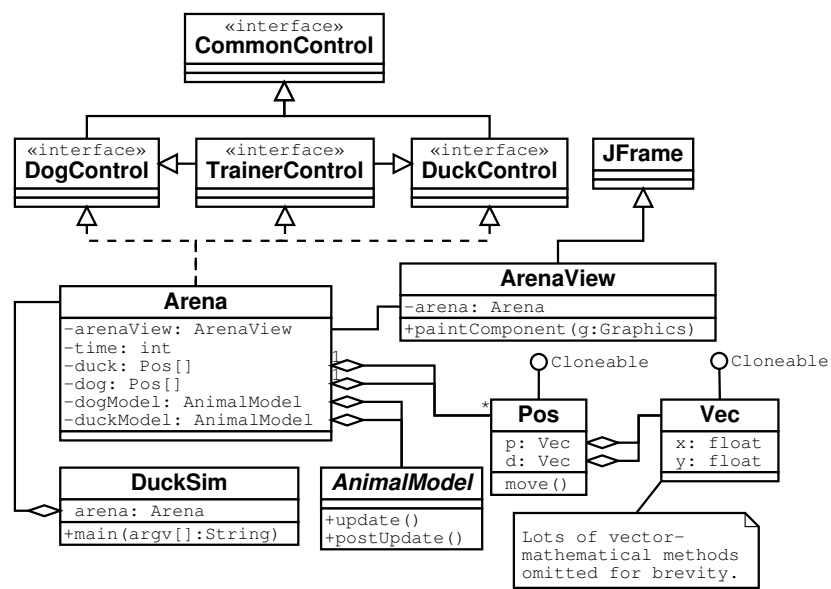 «interface»
CommonControl
«interface»
DogControl
«interface»
TrainerControl
«interface»
DuckControl
JFrame
ArenaView
-arena: Arena
+paintComponent(g:Graphics)
Arena
-arenaView: ArenaView
-time: int
-duck: Pos[]
-dog: Pos[]
-dogModel: AnimalModel
-duckModel: AnimalModel
1
1
*
Cloneable
Cloneable
Pos
p: Vec
d: Vec
move()
Vec
x: float
y: float
DuckSim
arena: Arena
+main(argv[]:String)
AnimalModel
+update()
+postUpdate()
Lots of vector-
mathematical methods
omitted for brevity.